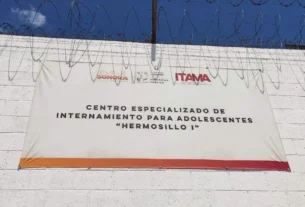 SONORA ITAMA
CENTRO ESPECIALIZADO DE
INTERNAMIENTO PARA ADOLESCENTES
"HERMOSILLO I"